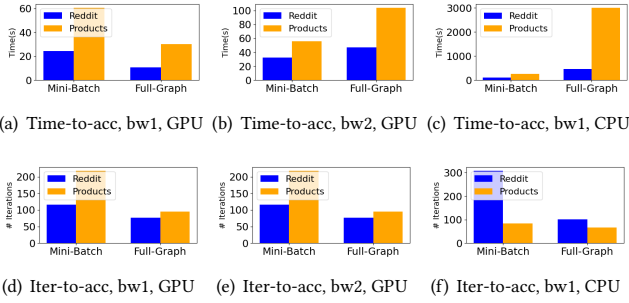 60
40
20
0
Time(s)
Reddit
Products
Mini-Batch Full-Graph
100
80
60
40
20
0
Time(s)
Reddit
Products
Mini-Batch Full-Graph
3000
2000
1000
0
Time(s)
Reddit
Products
Mini-Batch Full-Graph
(a) Time-to-acc, bw1, GPU (b) Time-to-acc, bw2, GPU (c) Time-to-acc, bw1, CPU
200
150
100
50
0
# Iterations
Reddit
Products
Mini-Batch Full-Graph
200
150
100
50
0
# Iterations
Reddit
Products
Mini-Batch Full-Graph
300
200
100
0
# Iterations
Reddit
Products
Mini-Batch Full-Graph
(d) Iter-to-acc, bw1, GPU (e) Iter-to-acc, bw2, GPU (f) Iter-to-acc, bw1, CPU